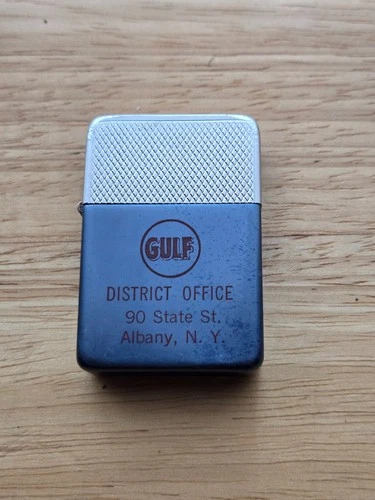 GULF
DISTRICT OFFICE
90 State St.
Albany, N. Y.